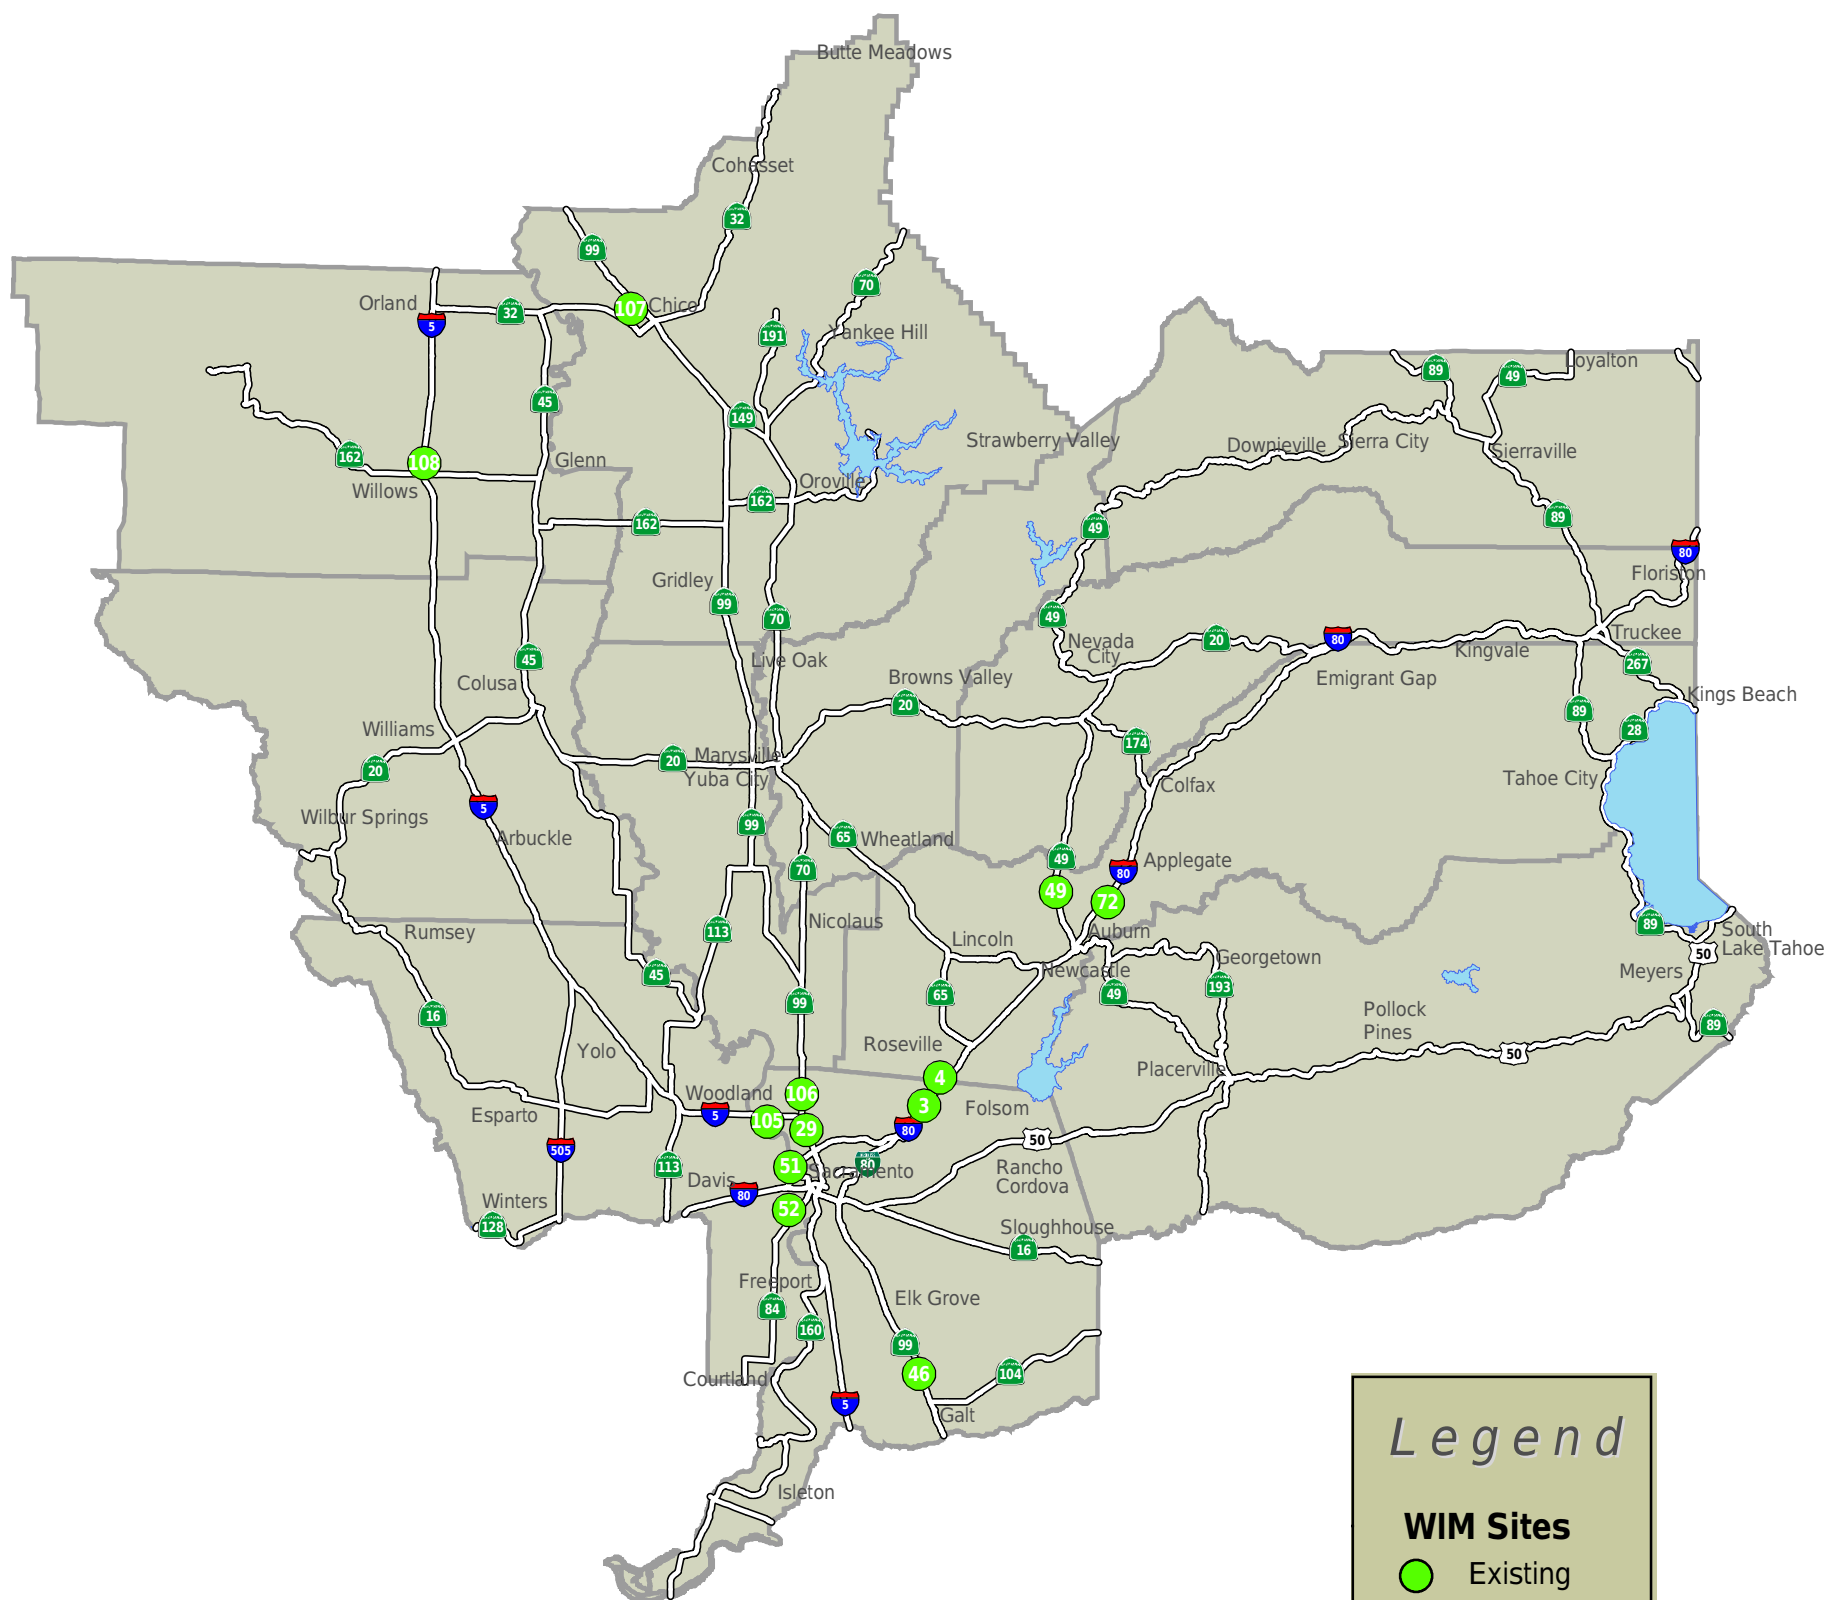 Butte Meadows
Cohasset
32
99
70
Orland
32
107
Chico
5
191
Yankee Hill
Loyalton
89
49
45
149
Strawberry Valley
Downieville
Sierra City
Sierraville
162
108
Glenn
Willows
Oroville
162
162
49
89
80
Floriston
Gridley
99
70
49
Nevada
City
20
80
Truckee
Kingvale
267
45
Live Oak
Colusa
Browns Valley
20
Emigrant Gap
Kings Beach
89
28
Williams
174
20
20
Marysville
Yuba City
Tahoe City
Colfax
5
Wilbur Springs
Arbuckle
99
65
Wheatland
70
49
80
Applegate
49
72
Rumsey
113
Nicolaus
Lincoln
Auburn
89
South
Lake Tahoe
50
Newcastle
Georgetown
Meyers
45
65
49
193
99
16
Pollock
Pines
89
Roseville
Yolo
50
Placerville
4
106
Woodland
3
Folsom
5
105
29
80
Esparto
505
50
113
51
Sacramento
80
Rancho
Cordova
Davis
80
Winters
52
128
Sloughhouse
16
Freeport
84
Elk Grove
160
99
46
104
Courtland
5
Galt
Isleton
Legend
WIM Sites
Existing